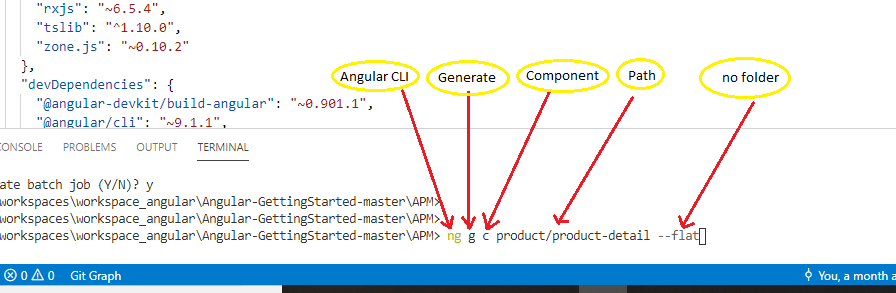 "rxjs": "~6.5.4",
"tslib": "^1.10.0",
"zone.js": "~0.10.2"
},
"devDependencies": {
"@angular-devkit/build-angular": "~0.901.1",
"@angular/cli": "~9.1.1",
Angular CLI Generate Component Path no folder
CONSOLE PROBLEMS OUTPUT TERMINAL
ate batch job (Y/N)? y
workspaces\workspace_angular\Angular-GettingStarted-master\APM>
workspaces\workspace_angular\Angular-GettingStarted-master\APM>
workspaces\workspace_angular\Angular-GettingStarted-master\APM> ng g c product/product-detail --flat
0 0 Git Graph You, a month a